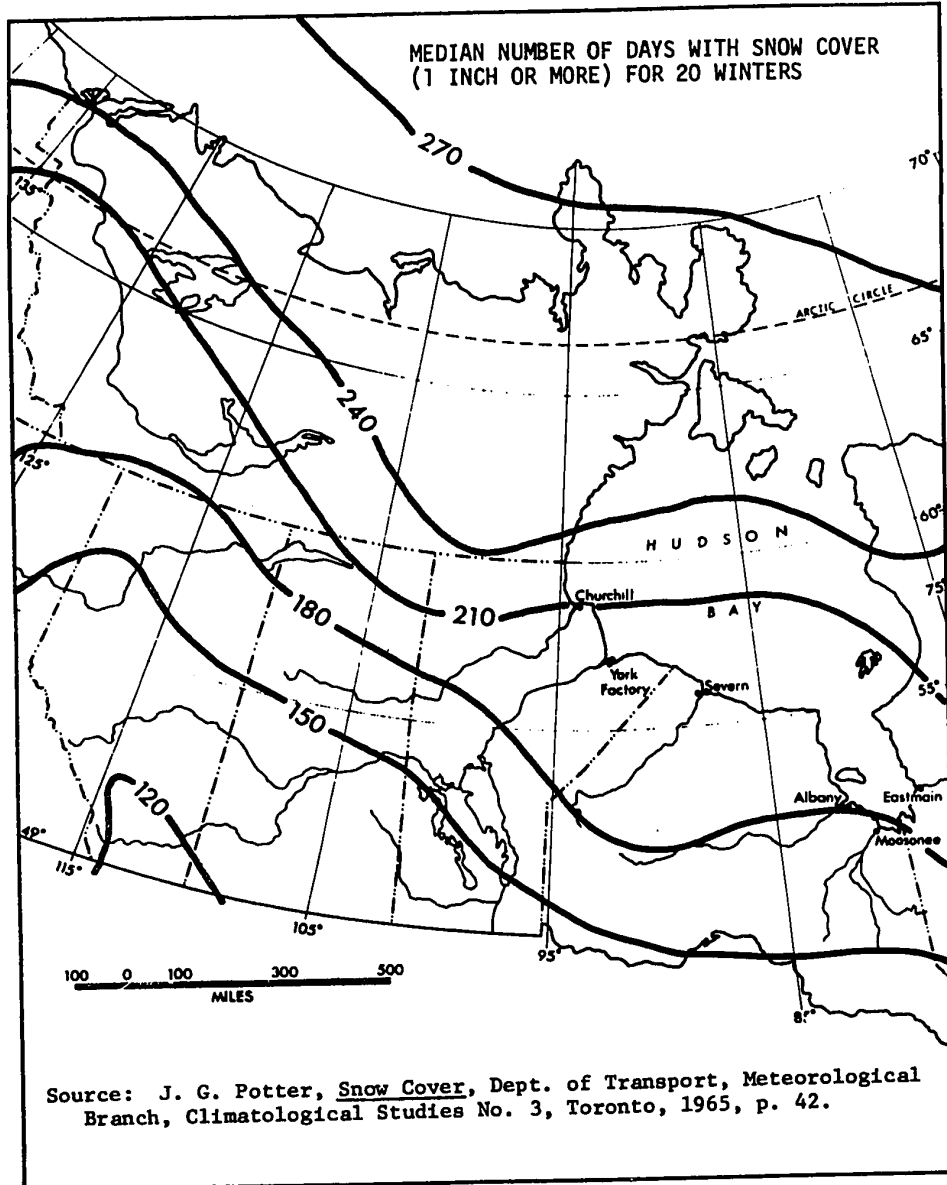 MEDIAN NUMBER OF DAYS WITH SNOW COVER
(1 INCH OR MORE) FOR 20 WINTERS
270
70°
135°
ARCTIC CIRCLE
65°
240
125°
60°
HUDSON
75°
Churchill
BAY
180
210
York
Factory
Severn
55°
150
120
Albany
Eastmain
Moosonee
49°
115°
105°
95°
100 0 100 300 500
MILES
Source: J. G. Potter, Snow Cover, Dept. of Transport, Meteorological
Branch, Climatological Studies No. 3, Toronto, 1965, p. 42.